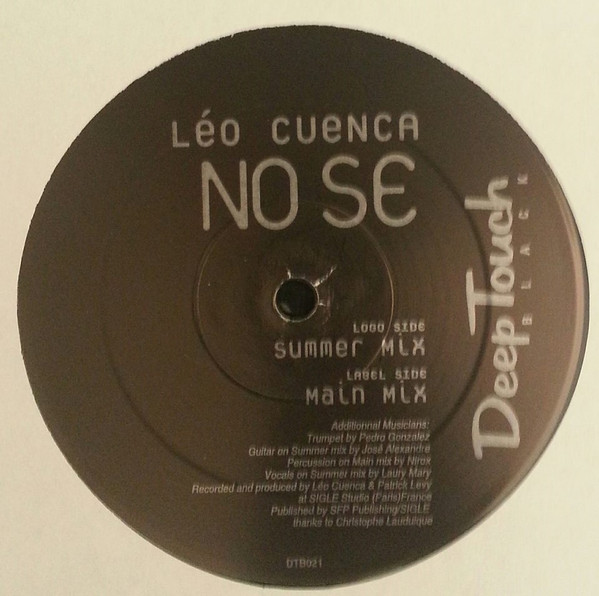 Léo CUENCA
NO SE
Deep Touch
BLACK
LOGO SIDE
Summer Mix
LABEL SIDE
Main Mix
Additionnal Musicians:
Trumpet by Pedro Gonzalez
Guitar on Summer mix by José Alexandre
Percussion on Main mix by Nirox
Vocals on Summer mix by Laury Mary
Recorded and produced by Léo Cuenca & Patrick Levy
at SIGLE Studio (Paris)France
Published by SFP Publishing/SIGLE
thanks to Christophe Lauduique
DTB021